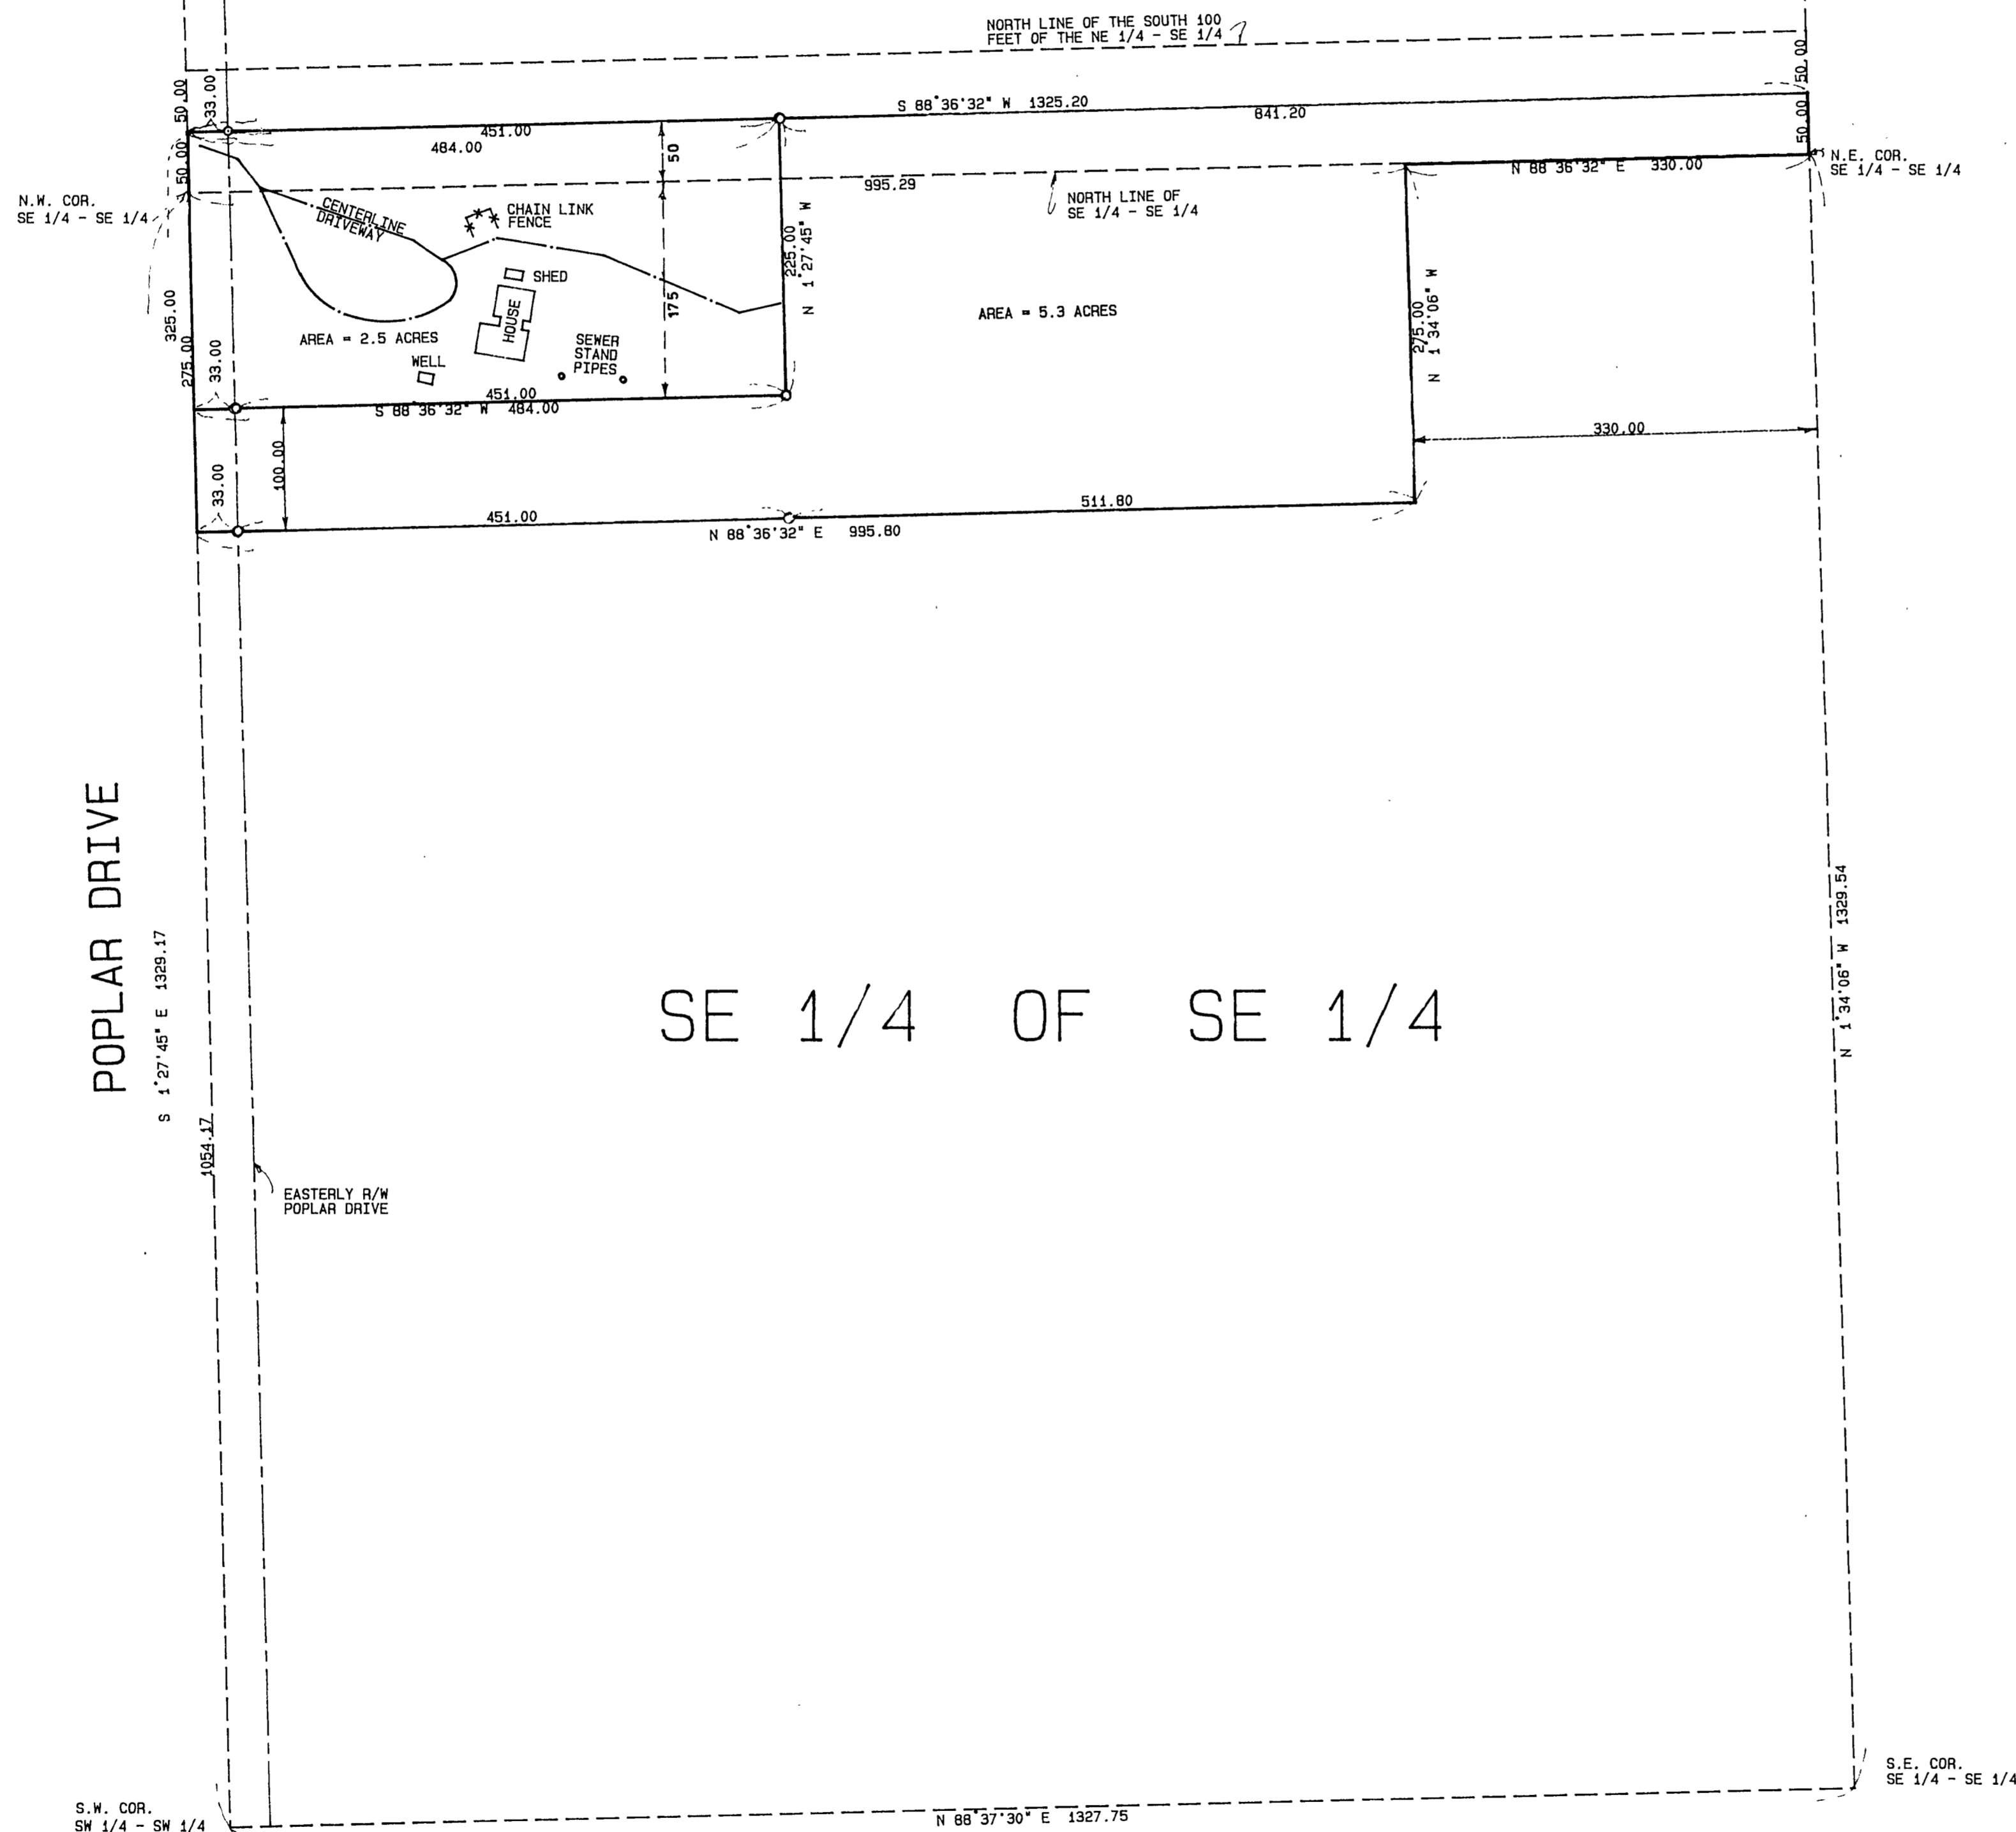 NORTH LINE OF THE SOUTH 100
FEET OF THE NE 1/4 - SE 1/4
50.00
33.00
50.00
S 88°36'32" W 1325.20
841.20
451.00
484.00
50
50.00
50.00
N.E. COR.
SE 1/4 - SE 1/4
N 88°36'32" E 330.00
995.29
NORTH LINE OF
SE 1/4 - SE 1/4
N.W. COR.
SE 1/4 - SE 1/4
CENTERLINE
DRIVEWAY
CHAIN LINK
FENCE
225.00
N 1°27'45" W
SHED
HOUSE
175
AREA = 5.3 ACRES
275.00
N 1°34'06" W
325.00
275.00
33.00
AREA = 2.5 ACRES
WELL
SEWER
STAND
PIPES
451.00
S 88°36'32" W 484.00
330.00
33.00
100.00
511.80
451.00
N 88°36'32" E 995.80
POPLAR DRIVE
S 1°27'45" E 1329.17
1054.17
N 1°34'06" W 1329.54
SE 1/4 OF SE 1/4
EASTERLY R/W
POPLAR DRIVE
S.E. COR.
SE 1/4 - SE 1/4
S.W. COR.
SW 1/4 - SW 1/4
N 88°37'30" E 1327.75